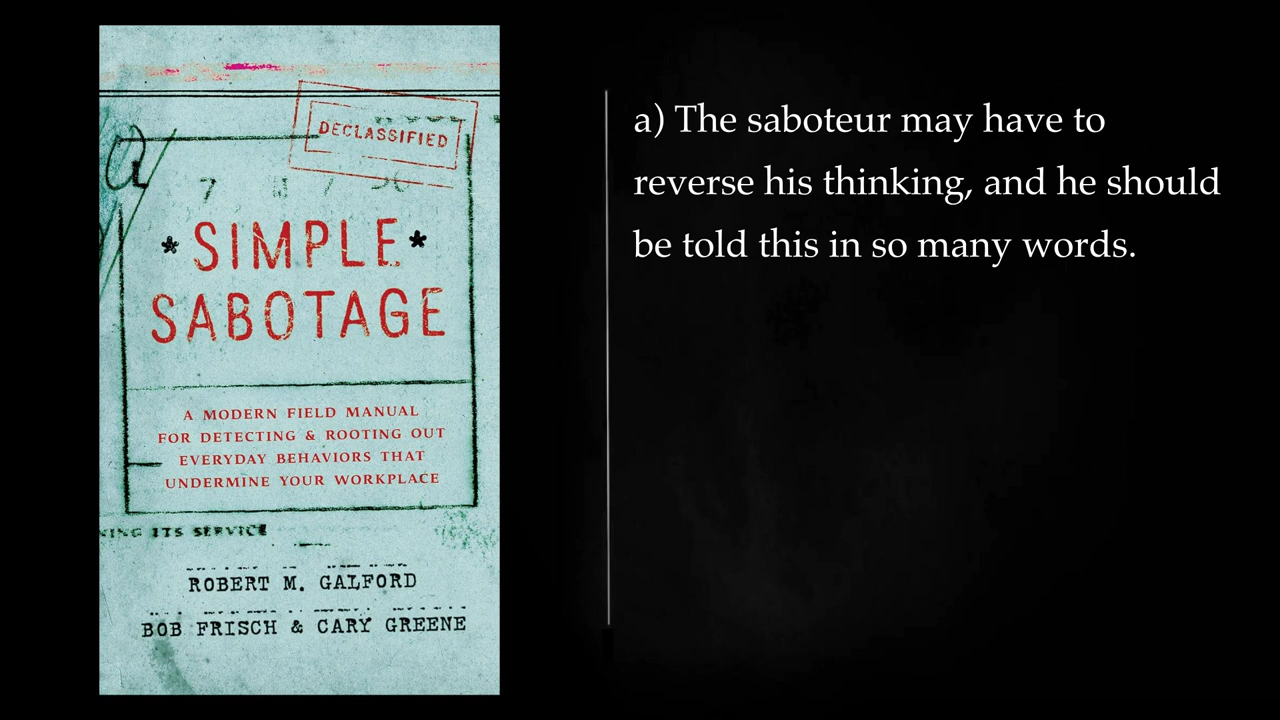 DECLASSIFIED
*SIMPLE*
SABOTAGE
A MODERN FIELD MANUAL
FOR DETECTING & ROOTING OUT
EVERYDAY BEHAVIORS THAT
UNDERMINE YOUR WORKPLACE
ITS SERVICE
ROBERT M. GALFORD
BOB FRISCH & CARY GREENE
a) The saboteur may have to
reverse his thinking, and he should
be told this in so many words.